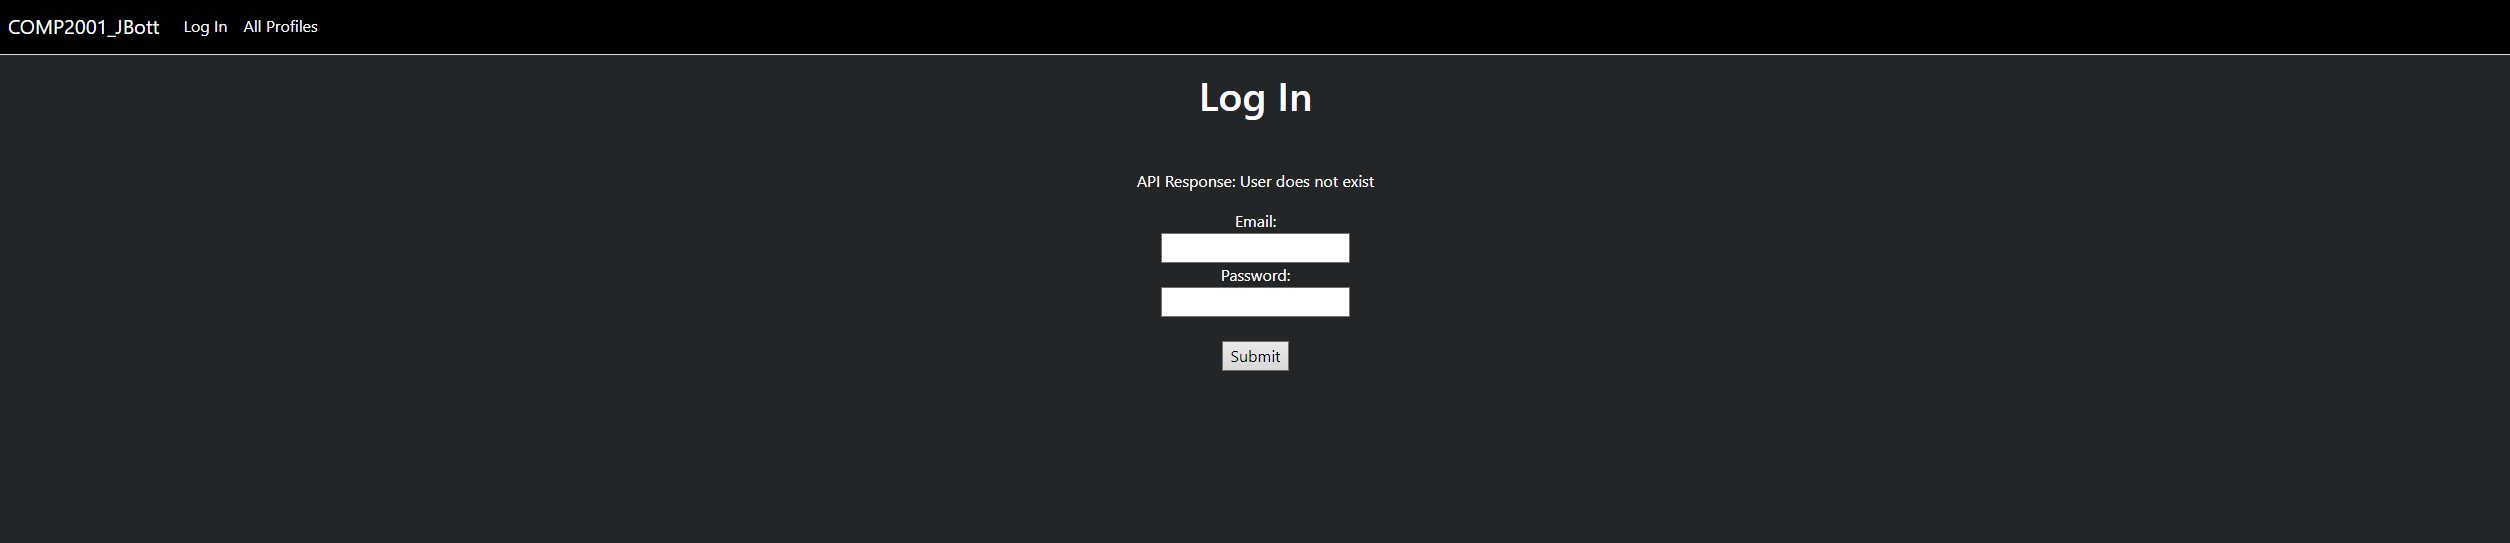 COMP2001_JBott Log In All Profiles
Log In
API Response: User does not exist
Email:
Password:
Submit